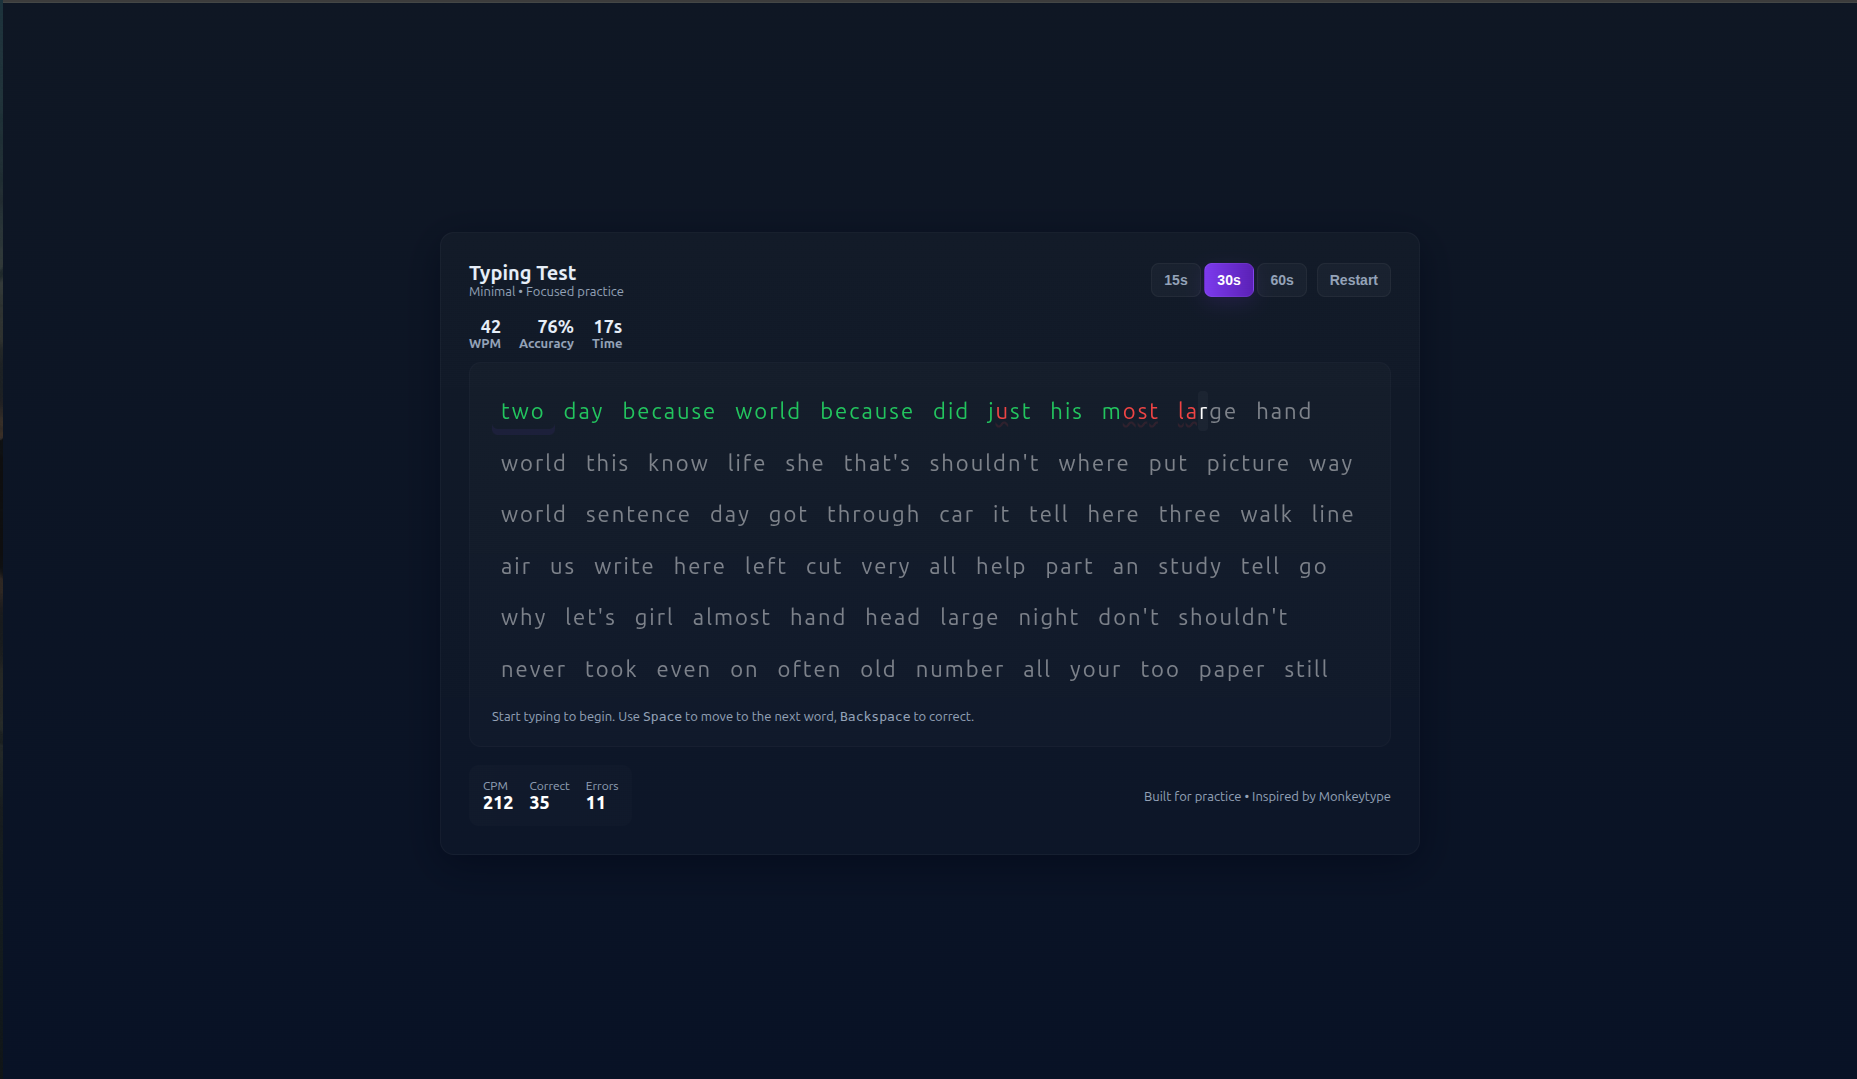 Typing Test
Minimal • Focused practice
15s 30s 60s Restart
42 76% 17s
WPM Accuracy Time
two day because world because did just his most large hand
world this know life she that's shouldn't where put picture way
world sentence day got through car it tell here three walk line
air us write here left cut very all help part an study tell go
why let's girl almost hand head large night don't shouldn't
never took even on often old number all your too paper still
Start typing to begin. Use Space to move to the next word, Backspace to correct.
CPM Correct Errors
212 35 11
Built for practice • Inspired by Monkeytype